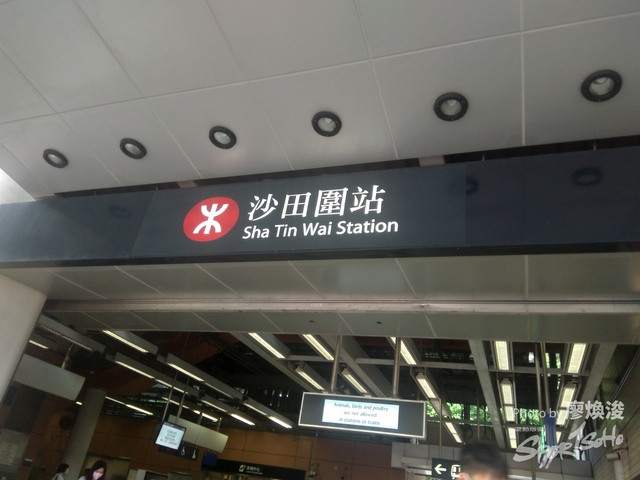 沙田圍站
Sha Tin Wai Station
Animals, birds and poultry
are not allowed
in stations or trains
Photo by 廖煥浚